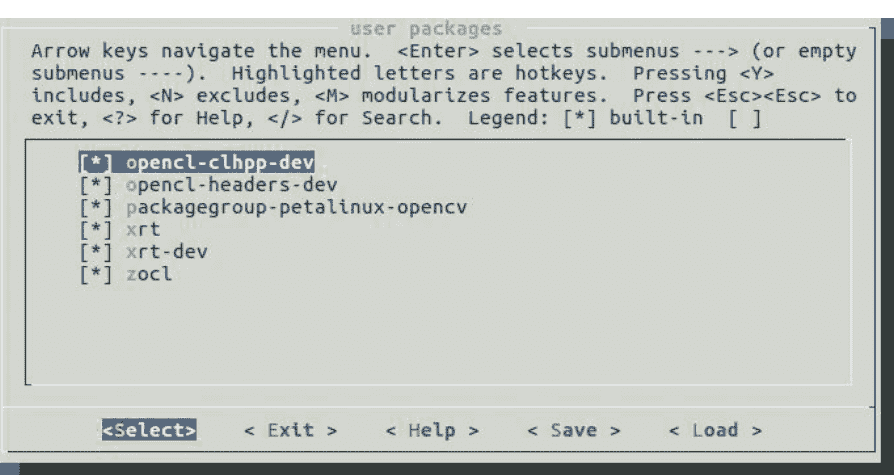 user packages
Arrow keys navigate the menu.  <Enter> selects submenus ---> (or empty
submenus ----).  Highlighted letters are hotkeys.  Pressing <Y>
includes, <N> excludes, <M> modularizes features.  Press <Esc><Esc> to
exit, <?> for Help, </> for Search.  Legend: [*] built-in  [ ]
[*] opencl-clhpp-dev
[*] opencl-headers-dev
[*] packagegroup-petalinux-opencv
[*] xrt
[*] xrt-dev
[*] zocl
<Select>    < Exit >    < Help >    < Save >    < Load >